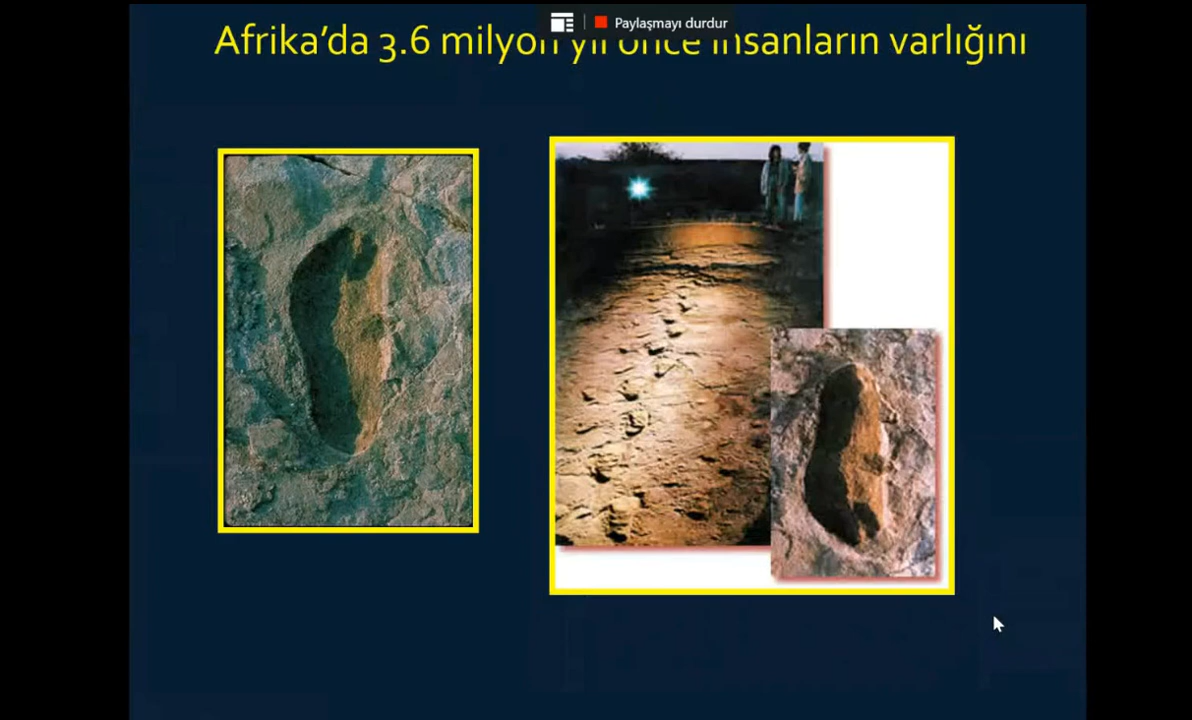 Paylaşmayı durdur
Afrika'da 3.6 milyon yıl önce insanların varlığını